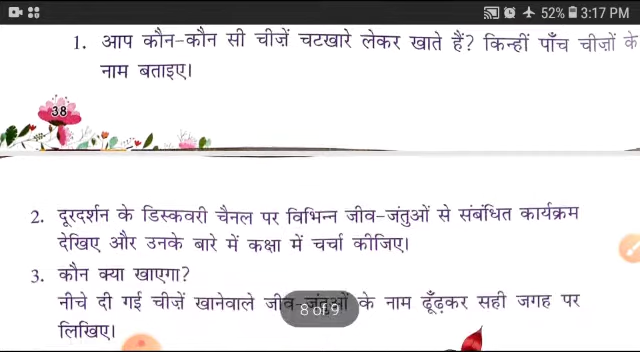 52% 3:17 PM
1. आप कौन-कौन सी चीज़ें चटखारे लेकर खाते हैं? किन्हीं पाँच चीज़ों के
नाम बताइए।
38
2. दूरदर्शन के डिस्कवरी चैनल पर विभिन्न जीव-जंतुओं से संबंधित कार्यक्रम
देखिए और उनके बारे में कक्षा में चर्चा कीजिए।
3. कौन क्या खाएगा?
नीचे दी गई चीज़ें खानेवाले जीव-जंतुओं के नाम ढूँढ़कर सही जगह पर
8 of 9
लिखिए।